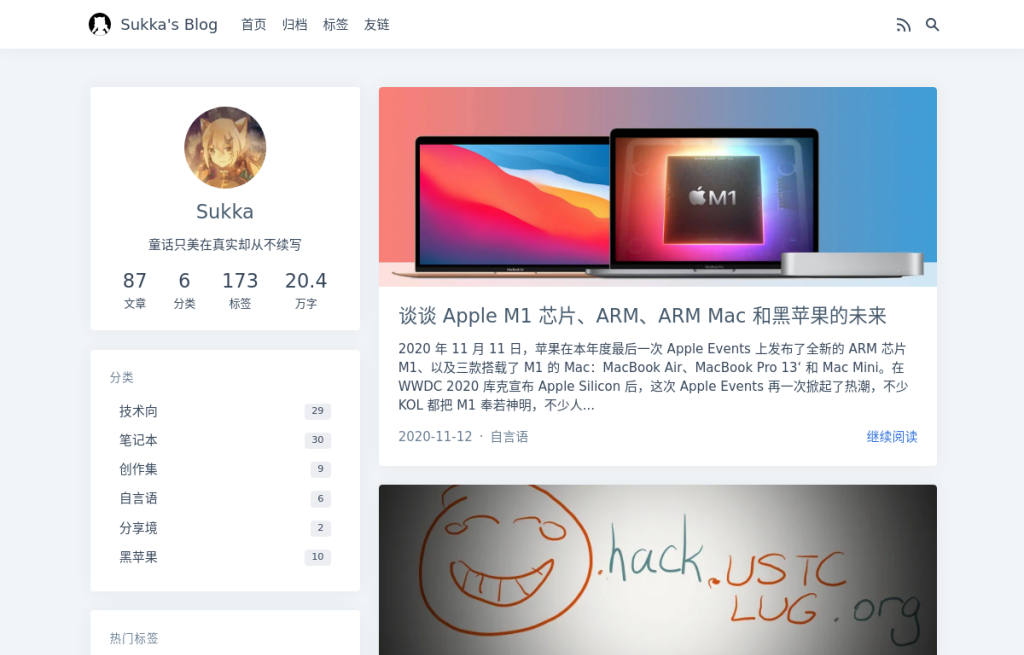 Sukka's Blog 首页 归档 标签 友链
Sukka
童话只美在真实却从不续写
87 6 173 20.4
文章 分类 标签 万字
分类
技术向 29
笔记本 30
创作集 9
自言语 6
分享境 2
黑苹果 10
热门标签
M1
谈谈 Apple M1 芯片、ARM、ARM Mac 和黑苹果的未来
2020 年 11 月 11 日，苹果在本年度最后一次 Apple Events 上发布了全新的 ARM 芯片
M1、以及三款搭载了 M1 的 Mac：MacBook Air、MacBook Pro 13‘ 和 Mac Mini。在
WWDC 2020 库克宣布 Apple Silicon 后，这次 Apple Events 再一次掀起了热潮，不少
KOL 都把 M1 奉若神明，不少人...
2020-11-12 · 自言语 继续阅读
.hack.USTC
LUG.org